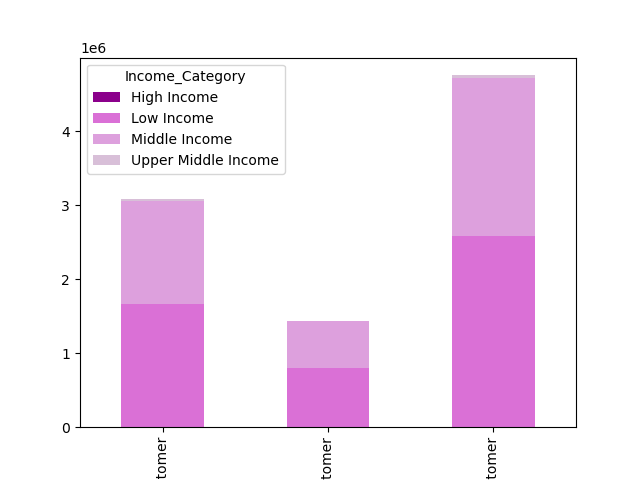 1e6
Income_Category
High Income
Low Income
Middle Income
Upper Middle Income
4
3
2
1
0
tomer
tomer
tomer